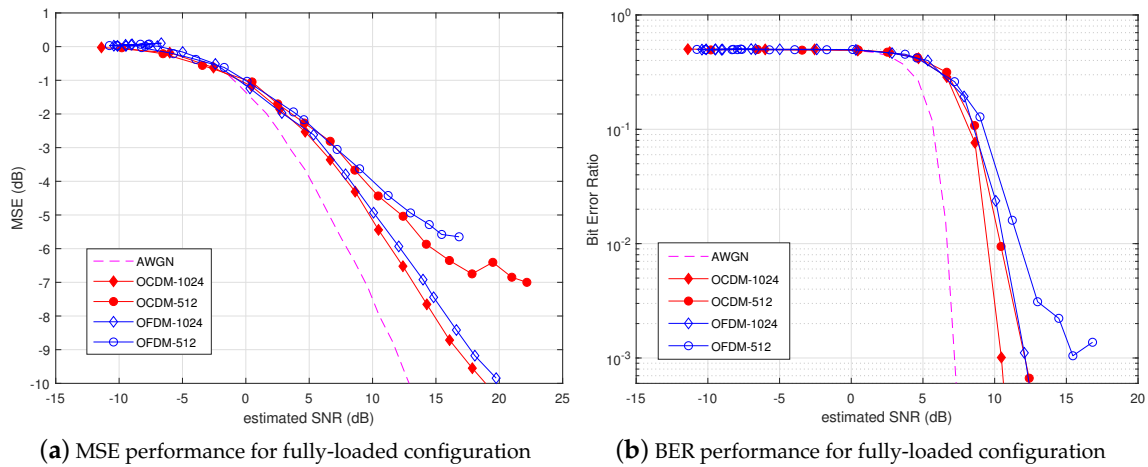 1
0
-1
-2
-3
-4
-5
-6
-7
-8
-9
-10
MSE (dB)
AWGN
OCDM-1024
OCDM-512
OFDM-1024
OFDM-512
-15 -10 -5 0 5 10 15 20 25
estimated SNR (dB)
(a) MSE performance for fully-loaded configuration
10^0
10^-1
10^-2
10^-3
Bit Error Ratio
AWGN
OCDM-1024
OCDM-512
OFDM-1024
OFDM-512
-15 -10 -5 0 5 10 15 20
estimated SNR (dB)
(b) BER performance for fully-loaded configuration